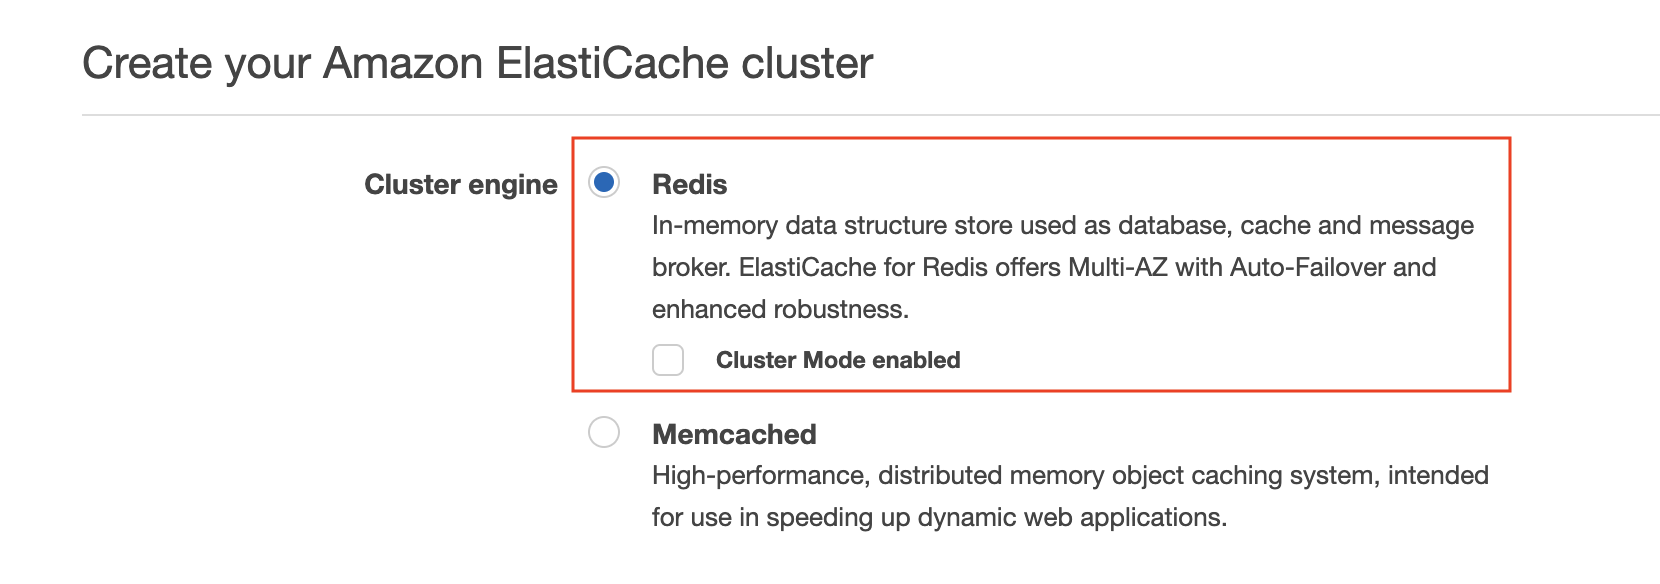 Create your Amazon ElastiCache cluster
Cluster engine
Redis
In-memory data structure store used as database, cache and message
broker. ElastiCache for Redis offers Multi-AZ with Auto-Failover and
enhanced robustness.
Cluster Mode enabled
Memcached
High-performance, distributed memory object caching system, intended
for use in speeding up dynamic web applications.